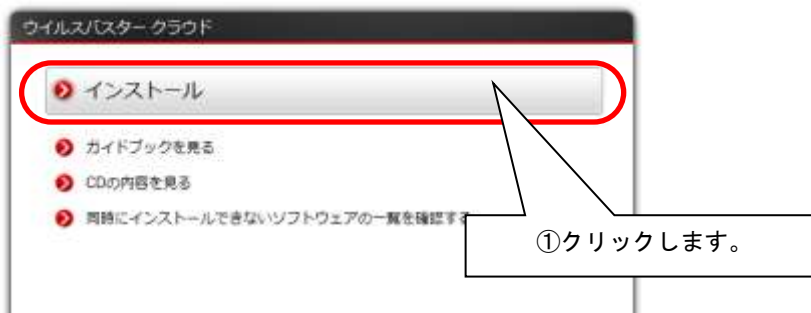 ウイルスバスター クラウド
インストール
ガイドブックを見る
CDの内容を見る
同時にインストールできないソフトウェアの一覧を確認する
①クリックします。